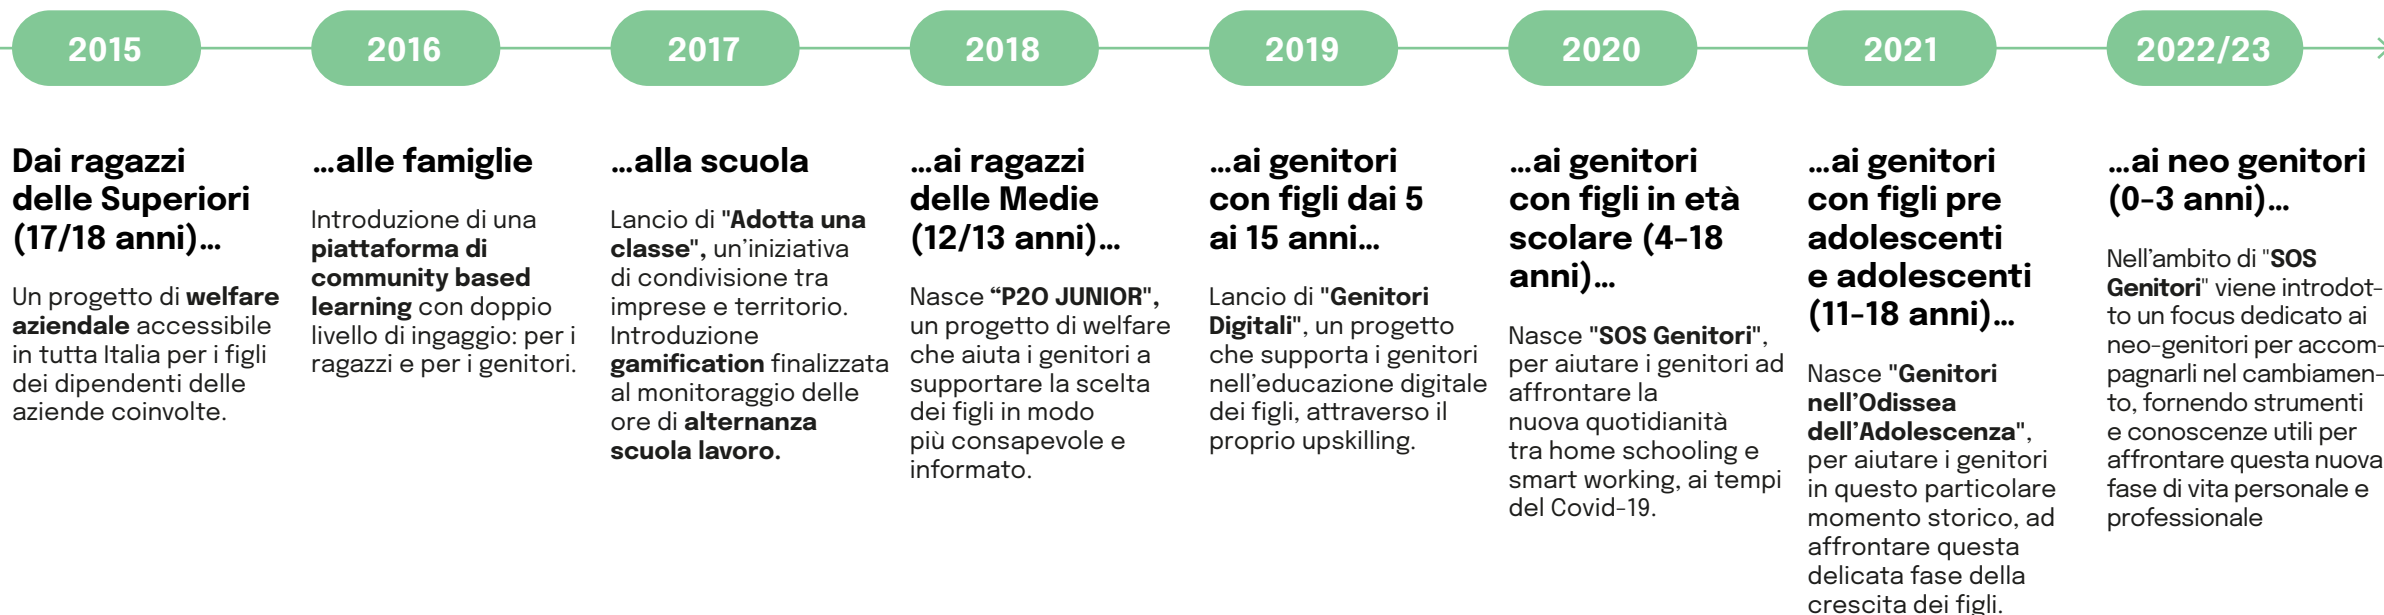 2015
Dai ragazzi
delle Superiori
(17/18 anni)...
Un progetto di welfare
aziendale accessibile
in tutta Italia per i figli
dei dipendenti delle
aziende coinvolte.
2016
...alle famiglie
Introduzione di una
piattaforma di
community based
learning con doppio
livello di ingaggio: per i
ragazzi e per i genitori.
2017
...alla scuola
Lancio di "Adotta una
classe", un’iniziativa
di condivisione tra
imprese e territorio.
Introduzione
gamification finalizzata
al monitoraggio delle
ore di alternanza
scuola lavoro.
2018
...ai ragazzi
delle Medie
(12/13 anni)...
Nasce “P2O JUNIOR",
un progetto di welfare
che aiuta i genitori a
supportare la scelta
dei figli in modo
più consapevole e
informato.
2019
...ai genitori
con figli dai 5
ai 15 anni...
Lancio di "Genitori
Digitali", un progetto
che supporta i genitori
nell’educazione digitale
dei figli, attraverso il
proprio upskilling.
2020
...ai genitori
con figli in età
scolare (4-18
anni)...
Nasce "SOS Genitori",
per aiutare i genitori ad
affrontare la
nuova quotidianità
tra home schooling e
smart working, ai tempi
del Covid-19.
2021
...ai genitori
con figli pre
adolescenti
e adolescenti
(11-18 anni)...
Nasce "Genitori
nell’Odissea
dell’Adolescenza",
per aiutare i genitori
in questo particolare
momento storico, ad
affrontare questa
delicata fase della
crescita dei figli.
2022/23
...ai neo genitori
(0-3 anni)...
Nell’ambito di "SOS
Genitori" viene introdot-
to un focus dedicato ai
neo-genitori per accom-
pagnarli nel cambiamen-
to, fornendo strumenti
e conoscenze utili per
affrontare questa nuova
fase di vita personale e
professionale